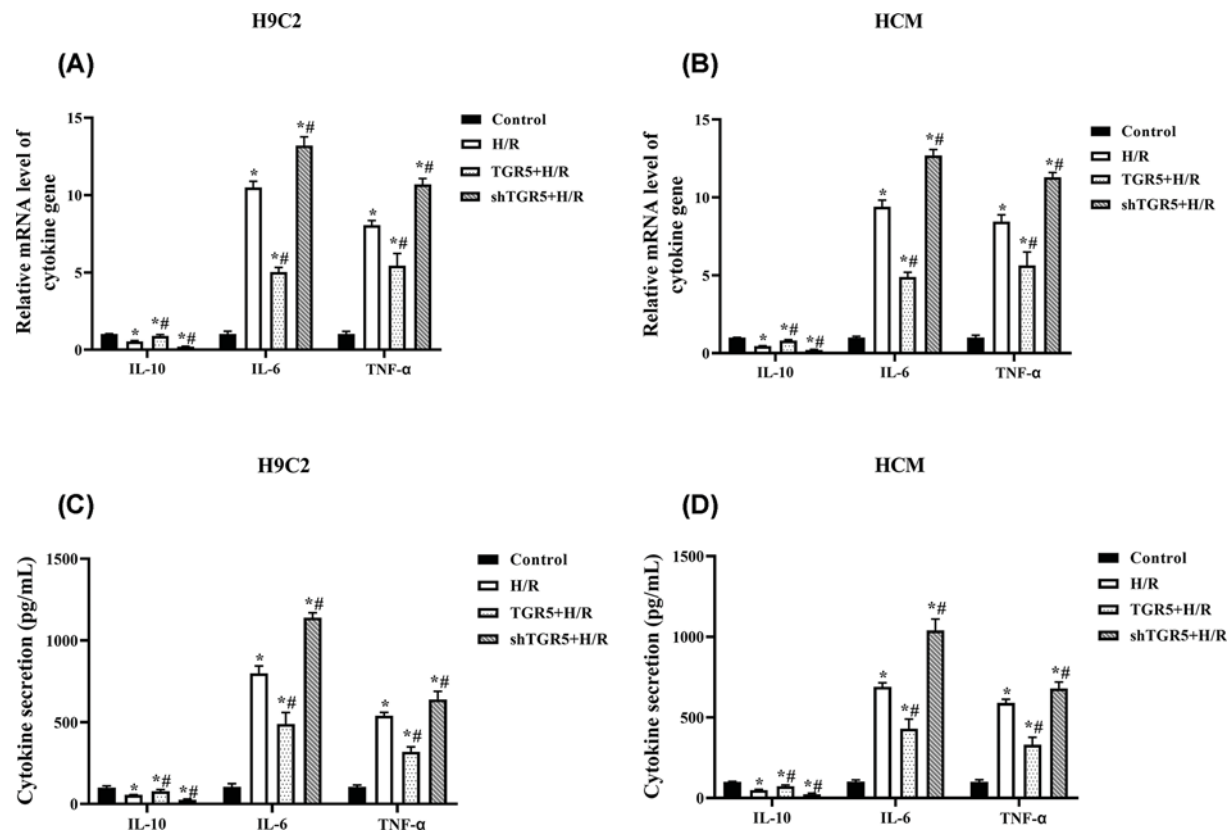 H9C2
(A)
Relative mRNA level of
cytokine gene
15
10
5
0
*
*#
*#
*
*#
*#
*
*#
*#
IL-10
IL-6
TNF-α
Control
H/R
TGR5+H/R
shTGR5+H/R
HCM
(B)
Relative mRNA level of
cytokine gene
15
10
5
0
*
*#
*#
*
*#
*#
*
*#
*#
IL-10
IL-6
TNF-α
Control
H/R
TGR5+H/R
shTGR5+H/R
H9C2
(C)
Cytokine secretion (pg/mL)
1500
1000
500
0
*
*#
*#
*
*#
*#
*
*#
*#
IL-10
IL-6
TNF-α
Control
H/R
TGR5+H/R
shTGR5+H/R
HCM
(D)
Cytokine secretion (pg/mL)
1500
1000
500
0
*
*#
*#
*
*#
*#
*
*#
*#
IL-10
IL-6
TNF-α
Control
H/R
TGR5+H/R
shTGR5+H/R